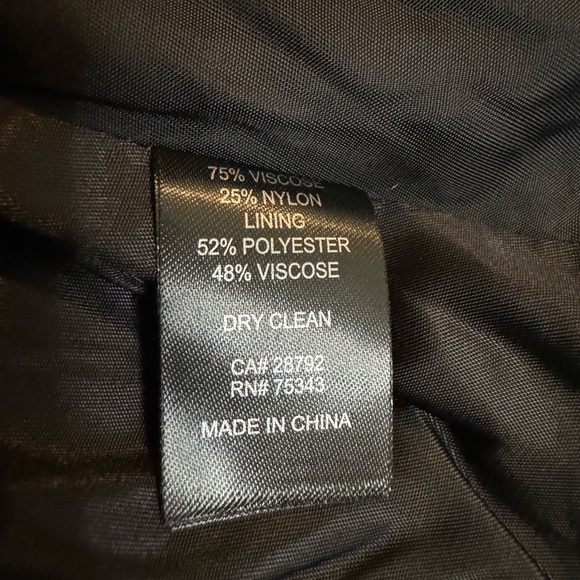 75% VISCOSE
25% NYLON
LINING
52% POLYESTER
48% VISCOSE
DRY CLEAN
CA# 28792
RN# 75343
MADE IN CHINA